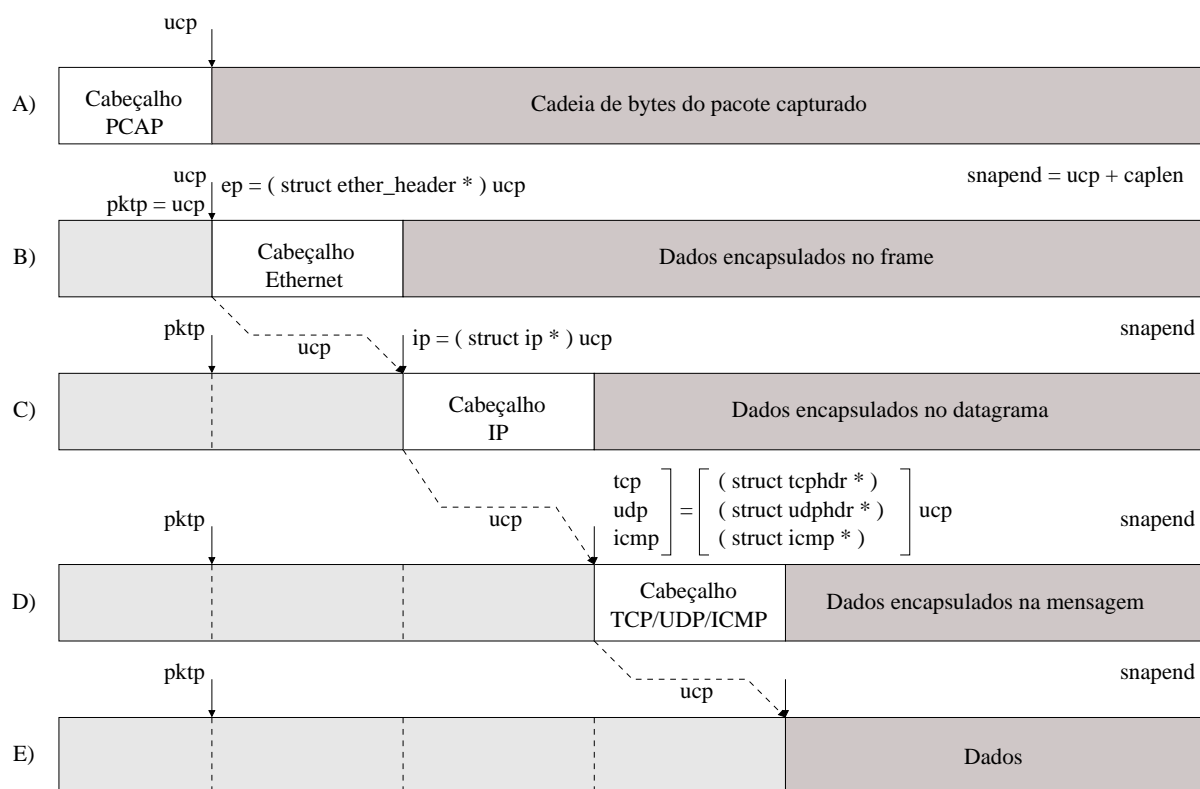 ucp
A)
Cabeçalho
PCAP
Cadeia de bytes do pacote capturado
ucp
pktp = ucp
ep = ( struct ether_header * ) ucp
snapend = ucp + caplen
B)
Cabeçalho
Ethernet
Dados encapsulados no frame
pktp
ucp
ip = ( struct ip * ) ucp
snapend
C)
Cabeçalho
IP
Dados encapsulados no datagrama
pktp
ucp
tcp
udp
icmp
=
( struct tcphdr * )
( struct udphdr * )
( struct icmp * )
ucp
snapend
D)
Cabeçalho
TCP/UDP/ICMP
Dados encapsulados na mensagem
pktp
ucp
snapend
E)
Dados